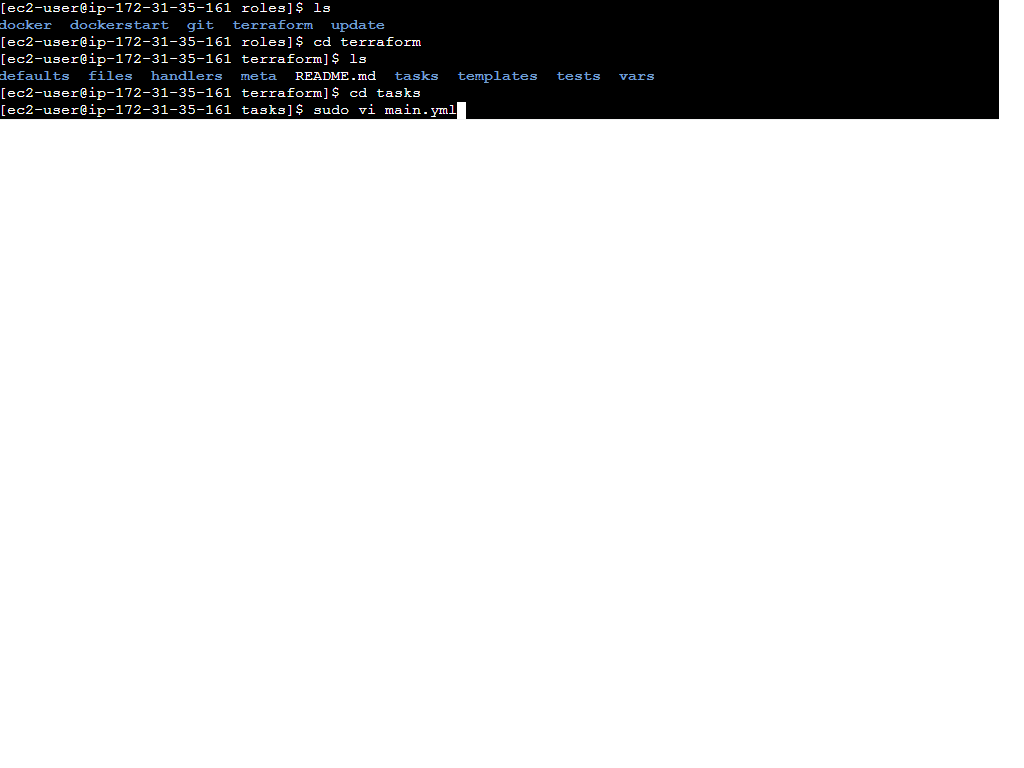 [ec2-user@ip-172-31-35-161 roles]$ ls
docker  dockerstart  git  terraform  update
[ec2-user@ip-172-31-35-161 roles]$ cd terraform
[ec2-user@ip-172-31-35-161 terraform]$ ls
defaults  files  handlers  meta  README.md  tasks  templates  tests  vars
[ec2-user@ip-172-31-35-161 terraform]$ cd tasks
[ec2-user@ip-172-31-35-161 tasks]$ sudo vi main.yml